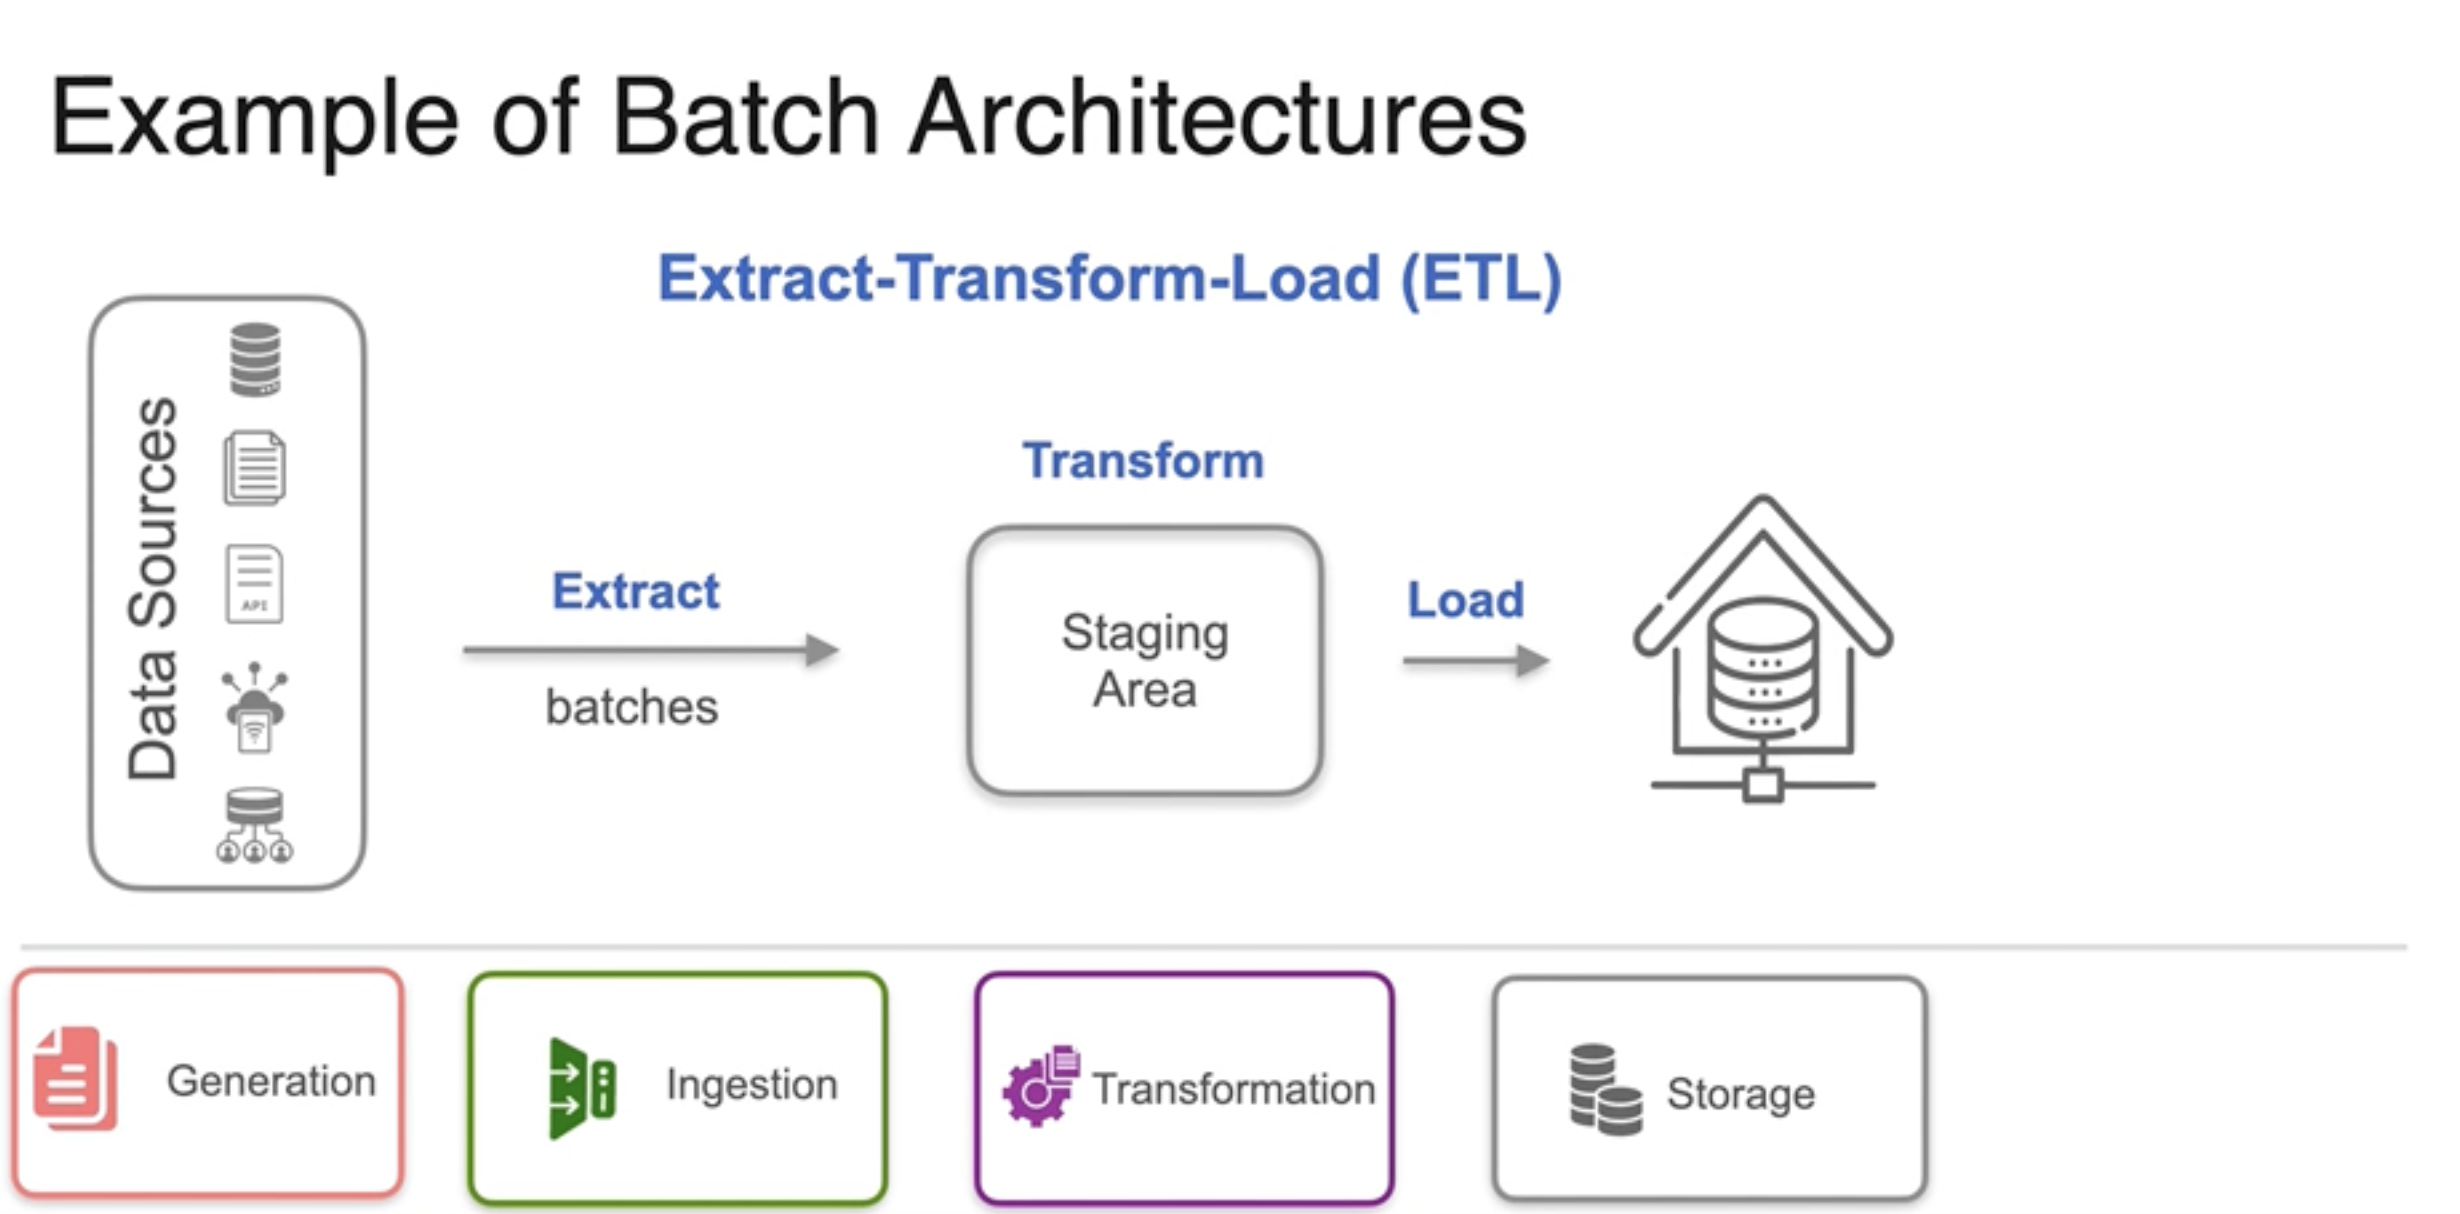 Example of Batch Architectures
Extract-Transform-Load (ETL)
Data Sources
API
Extract
batches
Transform
Staging
Area
Load
Generation
Ingestion
Transformation
Storage